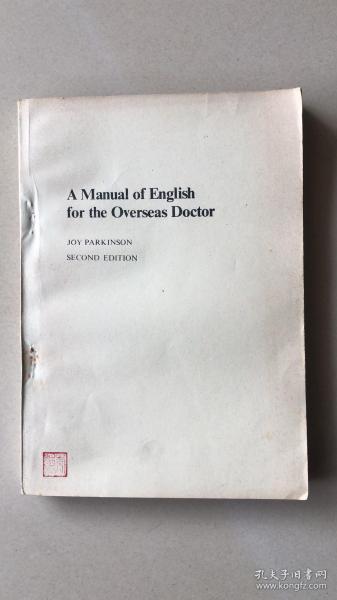 A Manual of English
for the Overseas Doctor
JOY PARKINSON
SECOND EDITION
孔夫子旧书网
www.kongfz.com